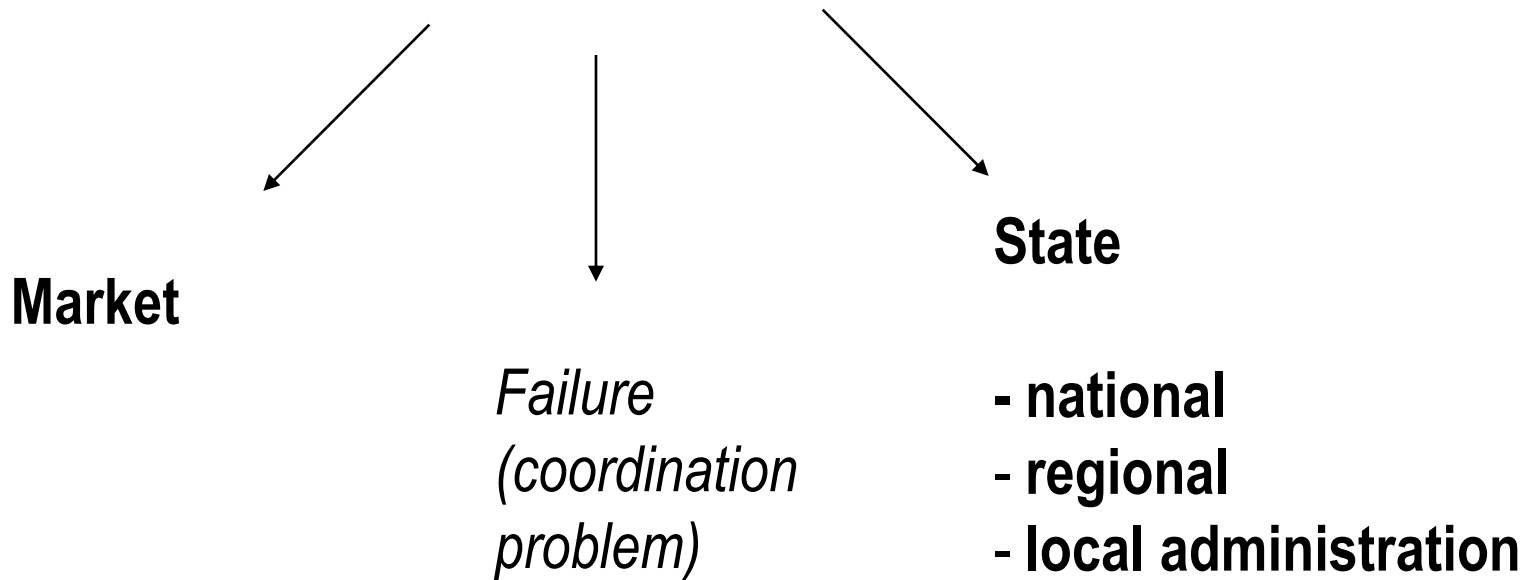 Market
Failure
(coordination
problem)
State
- national
- regional
- local administration